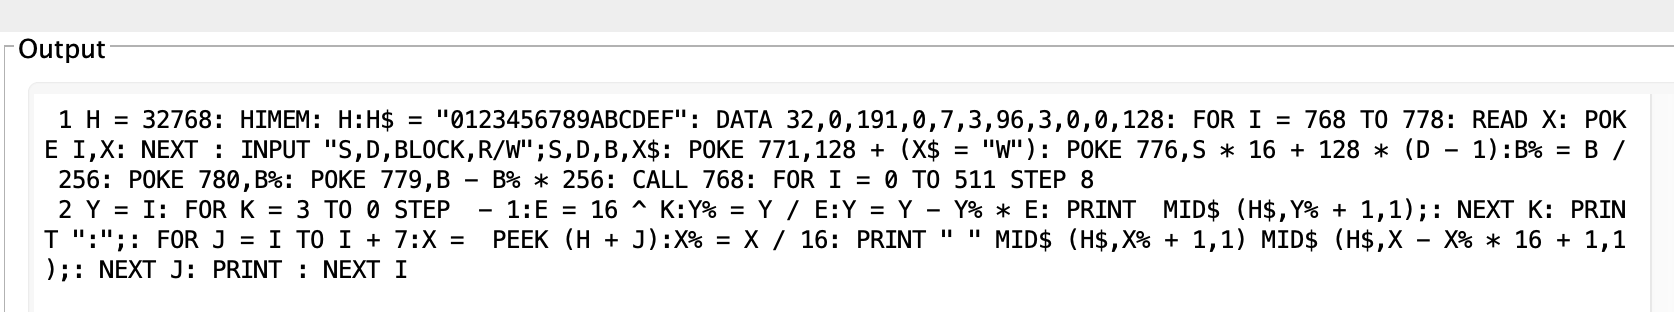 Output
1 H = 32768: HIMEM: H:H$ = "0123456789ABCDEF": DATA 32,0,191,0,7,3,96,3,0,0,128: FOR I = 768 TO 778: READ X: POK
E I,X: NEXT : INPUT "S,D,BLOCK,R/W";S,D,B,X$: POKE 771,128 + (X$ = "W"): POKE 776,S * 16 + 128 * (D - 1):B% = B /
256: POKE 780,B%: POKE 779,B - B% * 256: CALL 768: FOR I = 0 TO 511 STEP 8
2 Y = I: FOR K = 3 TO 0 STEP  - 1:E = 16 ^ K:Y% = Y / E:Y = Y - Y% * E: PRINT  MID$ (H$,Y% + 1,1);: NEXT K: PRIN
T ":";: FOR J = I TO I + 7:X =  PEEK (H + J):X% = X / 16: PRINT " " MID$ (H$,X% + 1,1) MID$ (H$,X - X% * 16 + 1,1
);: NEXT J: PRINT : NEXT I